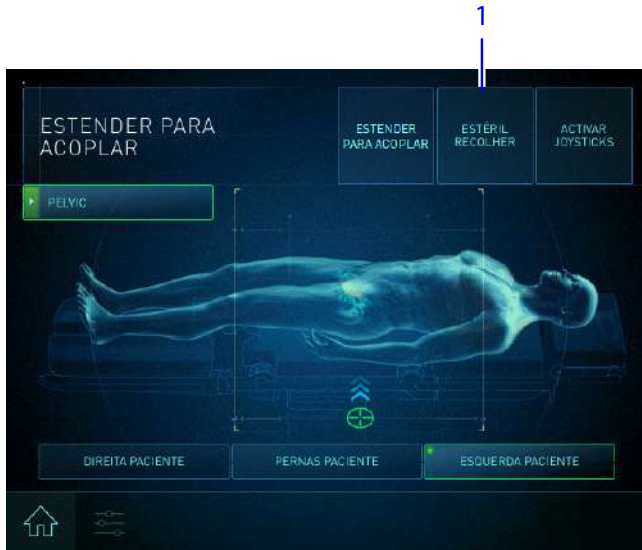 1
ESTENDER PARA
ACOPLAR
ESTENDER
PARA ACOPLAR
ESTÉRIL
RECOLHER
ACTIVAR
JOYSTICKS
PELVIC
DIREITA PACIENTE
PERNAS PACIENTE
ESQUERDA PACIENTE